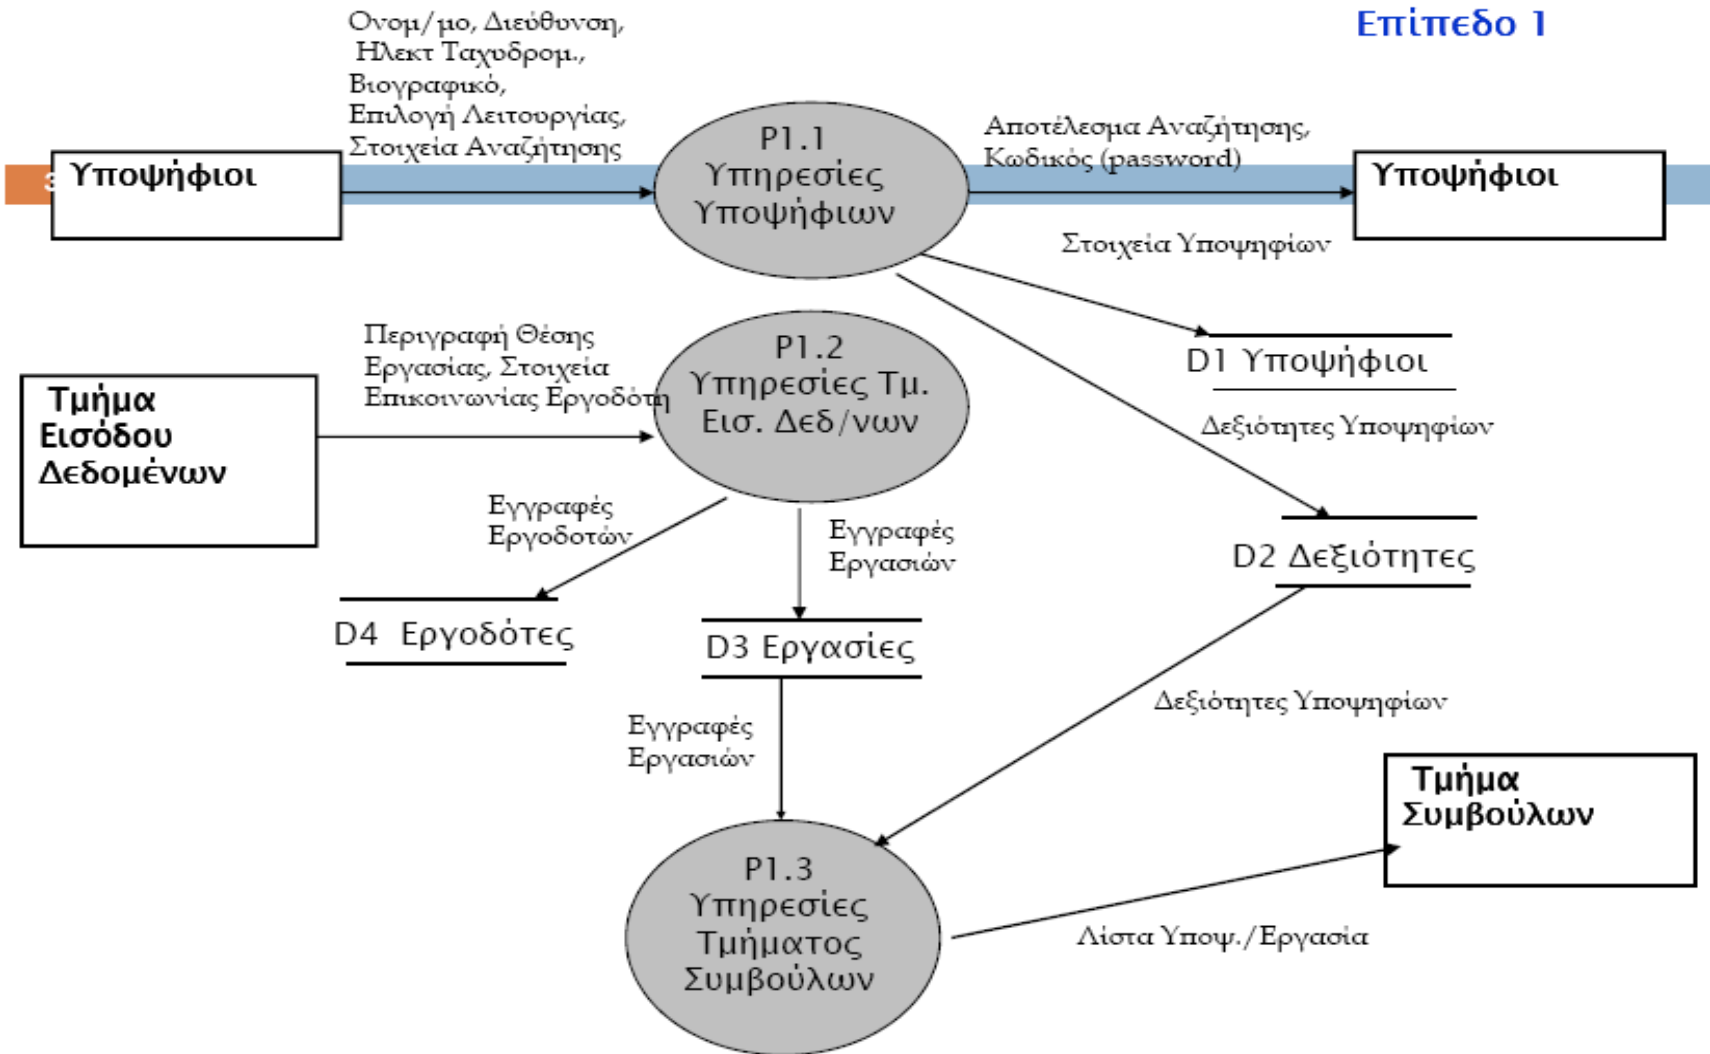 Επίπεδο 1
Ονομ/μο, Διεύθυνση,
Ηλεκτ Ταχυδρομ.,
Βιογραφικό,
Επιλογή Λειτουργίας,
Στοιχεία Αναζήτησης
3
Υποψήφιοι
P1.1
Υπηρεσίες
Υποψήφιων
Αποτέλεσμα Αναζήτησης,
Κωδικός (password)
Υποψήφιοι
Στοιχεία Υποψηφίων
D1 Υποψήφιοι
Περιγραφή Θέσης
Εργασίας, Στοιχεία
Επικοινωνίας Εργοδότη
Τμήμα
Εισόδου
Δεδομένων
P1.2
Υπηρεσίες Τμ.
Εισ. Δεδ/νων
Δεξιότητες Υποψηφίων
Εγγραφές
Εργοδοτών
Εγγραφές
Εργασιών
D2 Δεξιότητες
D4 Εργοδότες
D3 Εργασίες
Δεξιότητες Υποψηφίων
Εγγραφές
Εργασιών
Τμήμα
Συμβούλων
P1.3
Υπηρεσίες
Τμήματος
Συμβούλων
Λίστα Υποψ./Εργασία